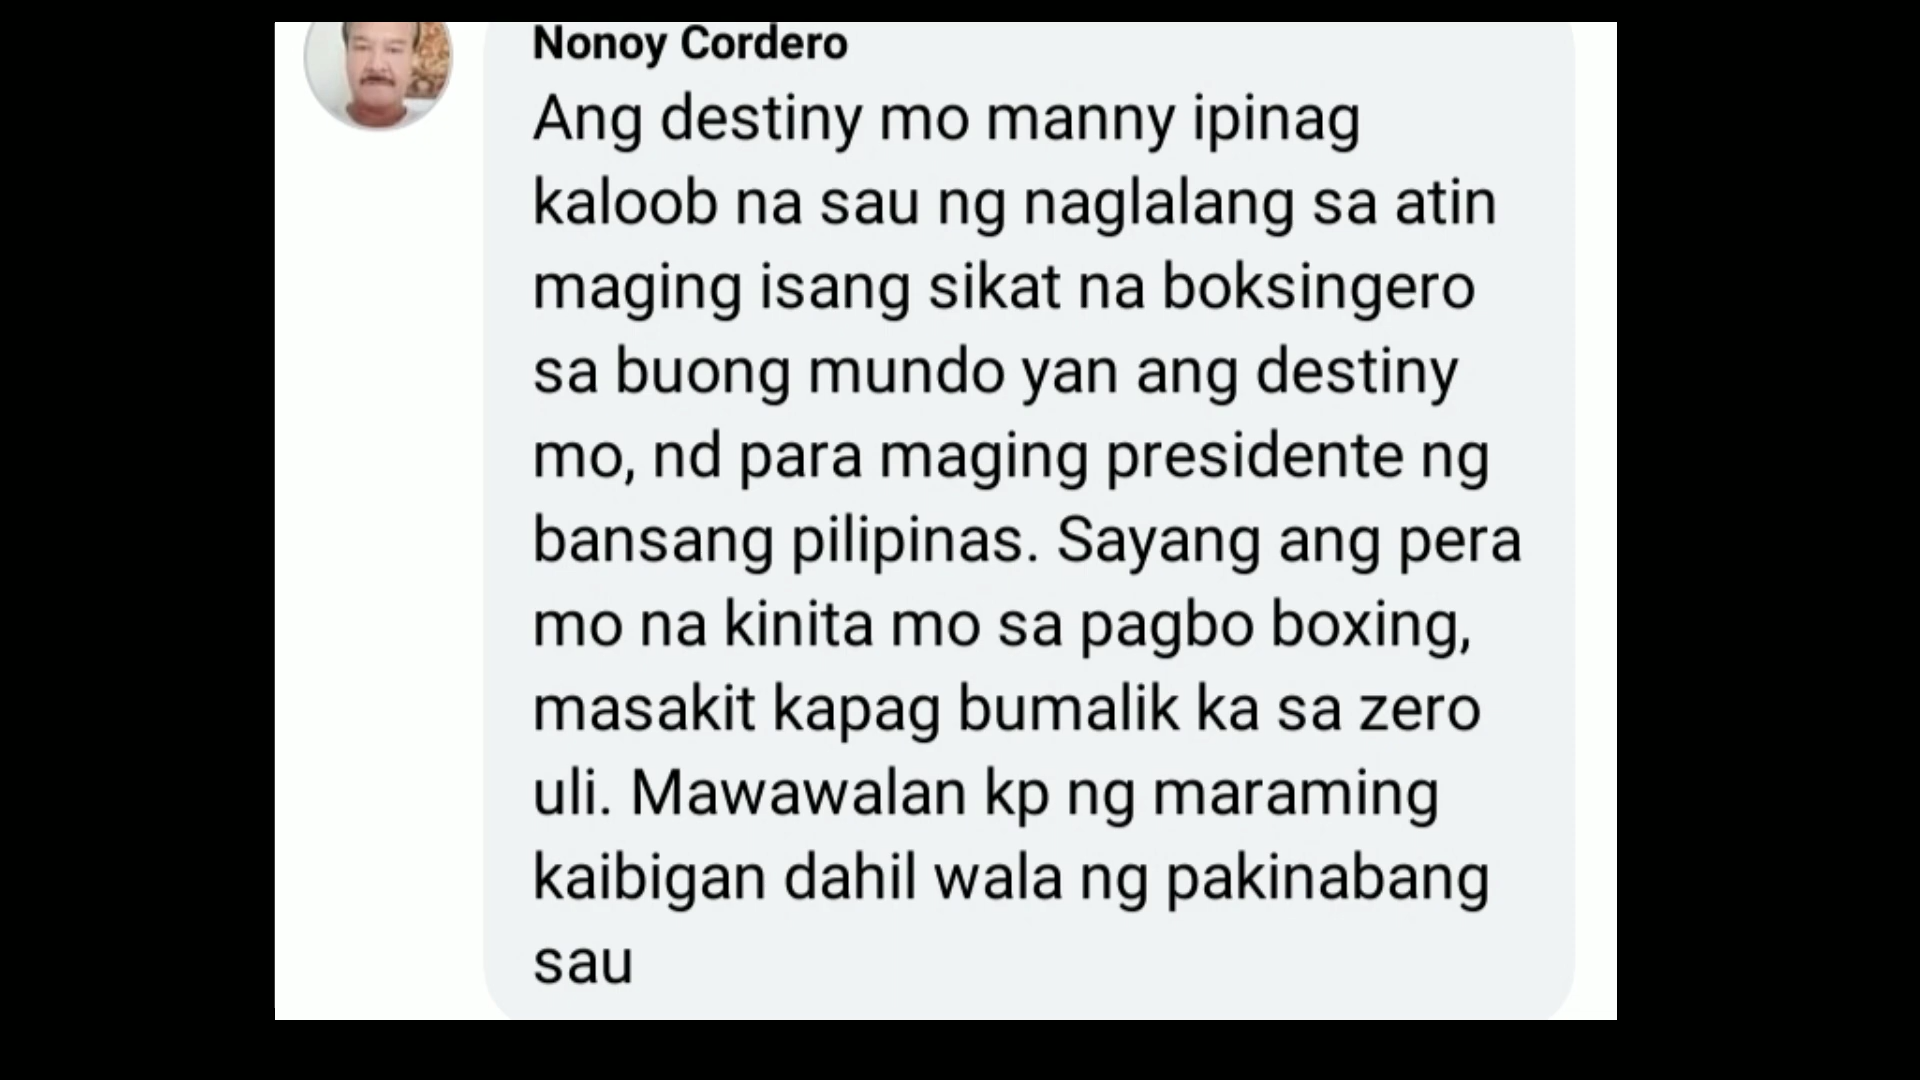 Nonoy Cordero
Ang destiny mo manny ipinag
kaloob na sau ng naglalang sa atin
maging isang sikat na boksingero
sa buong mundo yan ang destiny
mo, nd para maging presidente ng
bansang pilipinas. Sayang ang pera
mo na kinita mo sa pagbo boxing,
masakit kapag bumalik ka sa zero
uli. Mawawalan kp ng maraming
kaibigan dahil wala ng pakinabang
sau